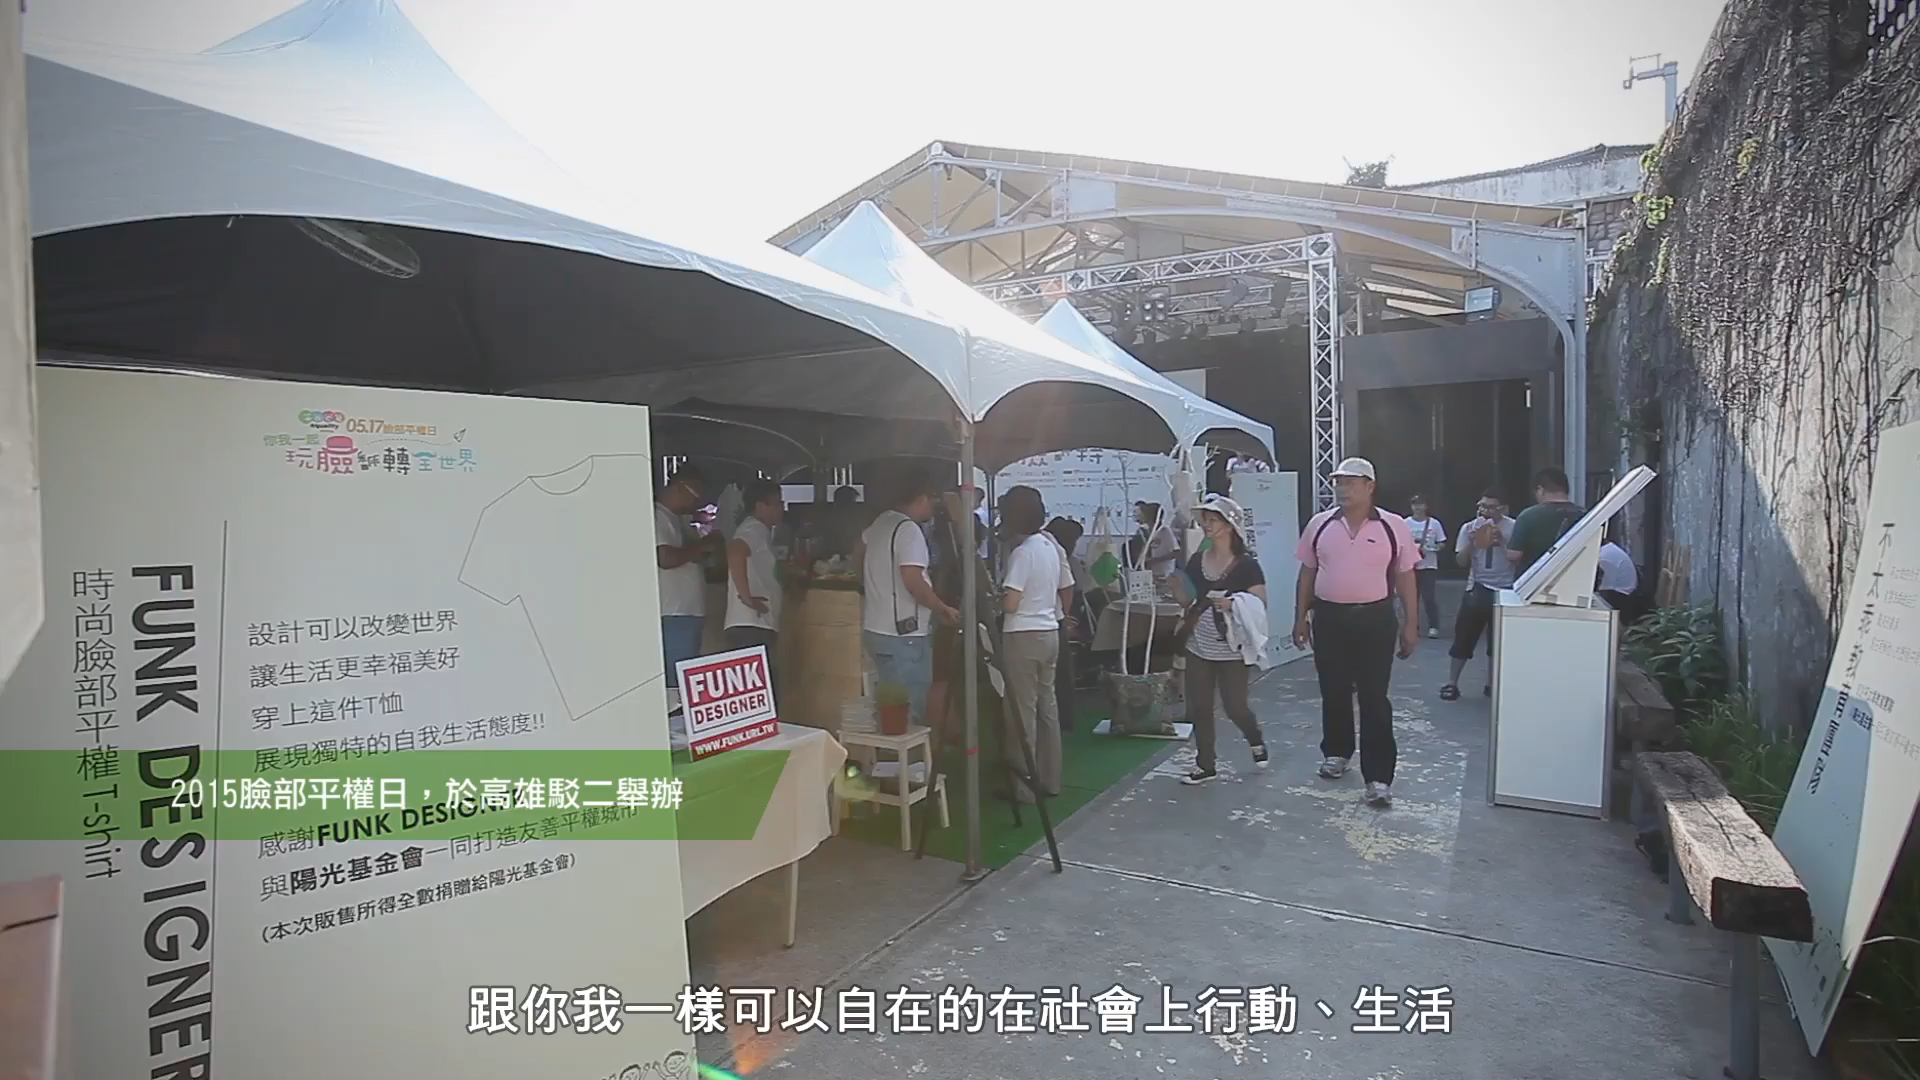 05.17臉部平權日
你我一起
玩臉翻轉全世界
時尚臉部平權T-shirt
FUNK DESIGNER
設計可以改變世界
讓生活更幸福美好
穿上這件T恤
展現獨特的自我生活態度!!
感謝FUNK DESIGNER
與陽光基金會一同打造友善平權城市
(本次販售所得全數捐贈給陽光基金會)
FUNK
DESIGNER
WWW.FUNK.URL.TW
2015臉部平權日，於高雄駁二舉辦
不太乖教
跟你我一樣可以自在的在社會上行動、生活